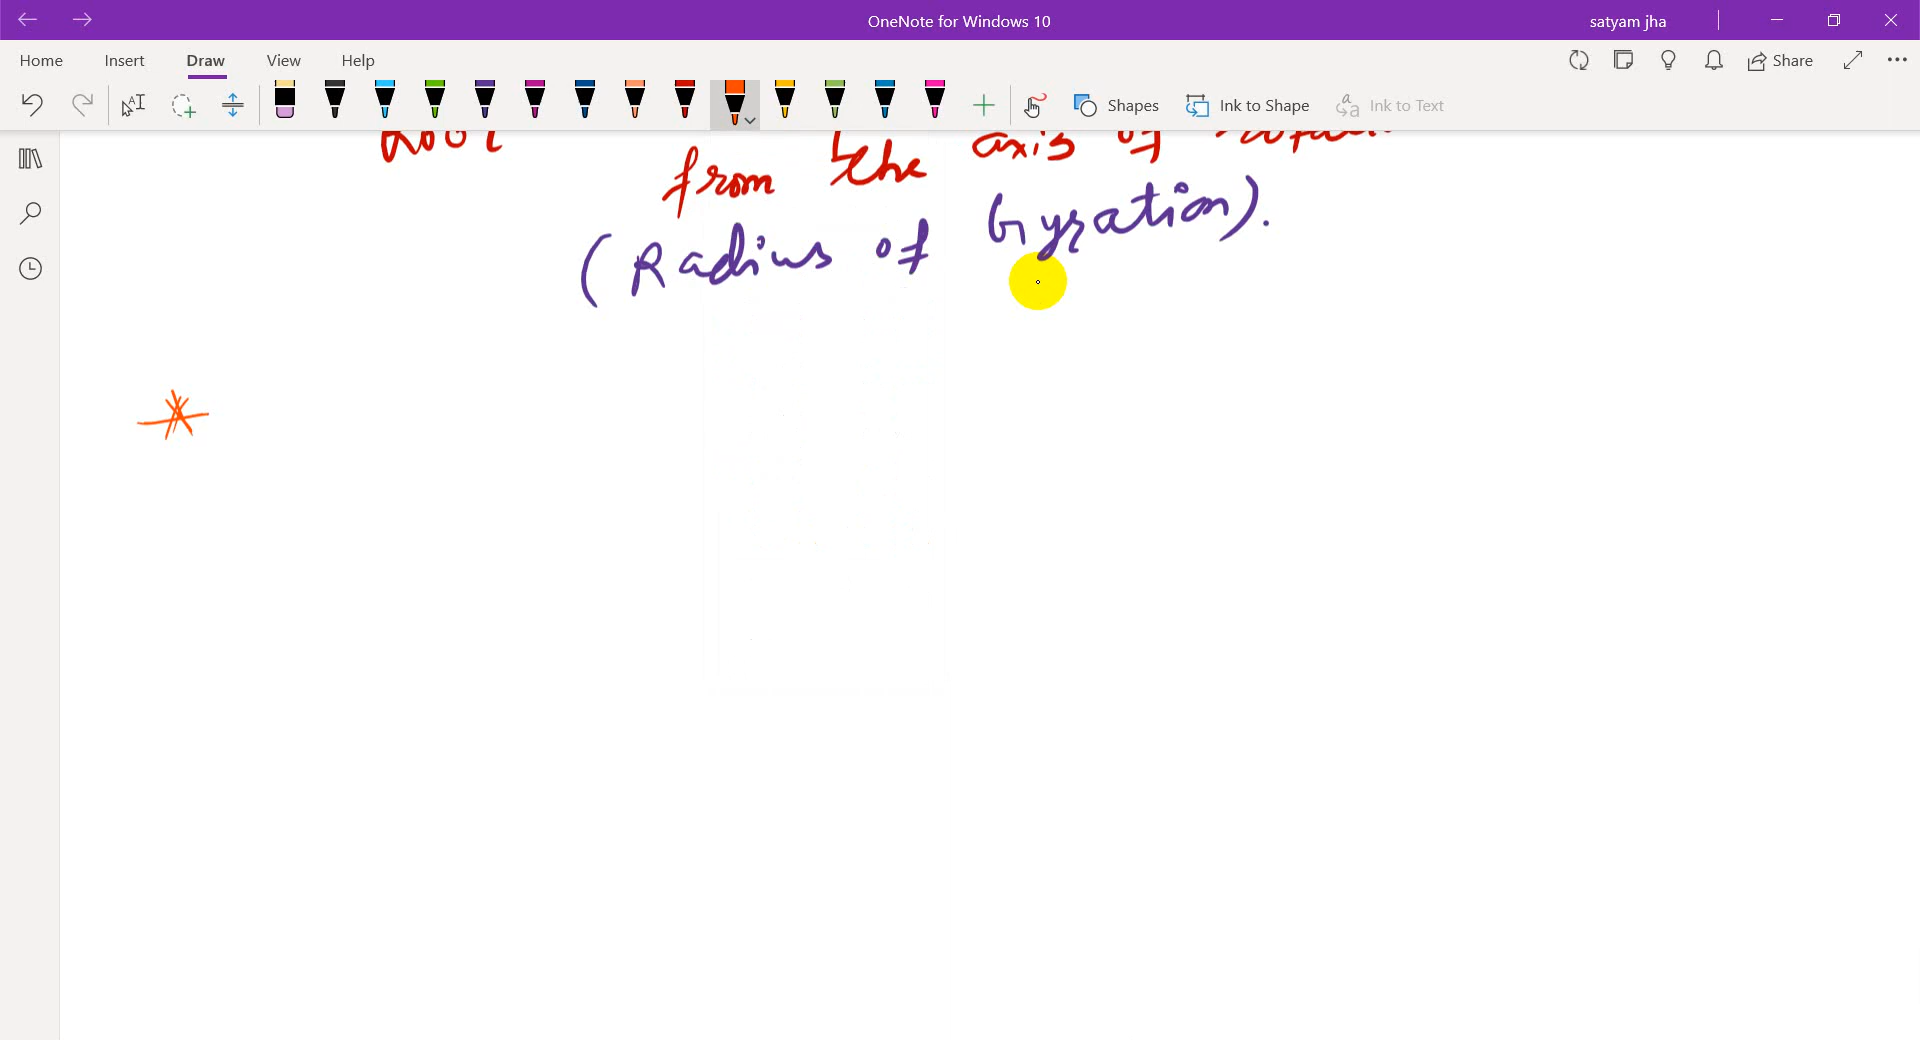 OneNote for Windows 10
satyam jha
Home Insert Draw View Help
Share
Shapes Ink to Shape Ink to Text
Root
from the axis of
(Radius of Gyration).